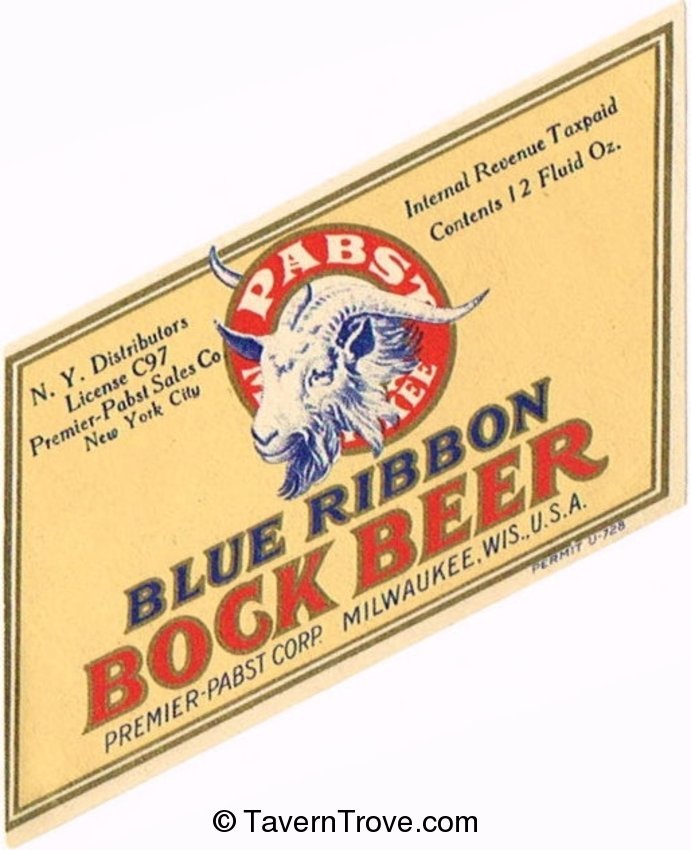 Internal Revenue Taxpaid
Contents 12 Fluid Oz.
N. Y. Distributors
License C97
Premier-Pabst Sales Co
New York City
PABST
BLUE RIBBON
BOCK BEER
PREMIER-PABST CORP. MILWAUKEE, WIS., U.S.A.
PERMIT U-728
© TavernTrove.com